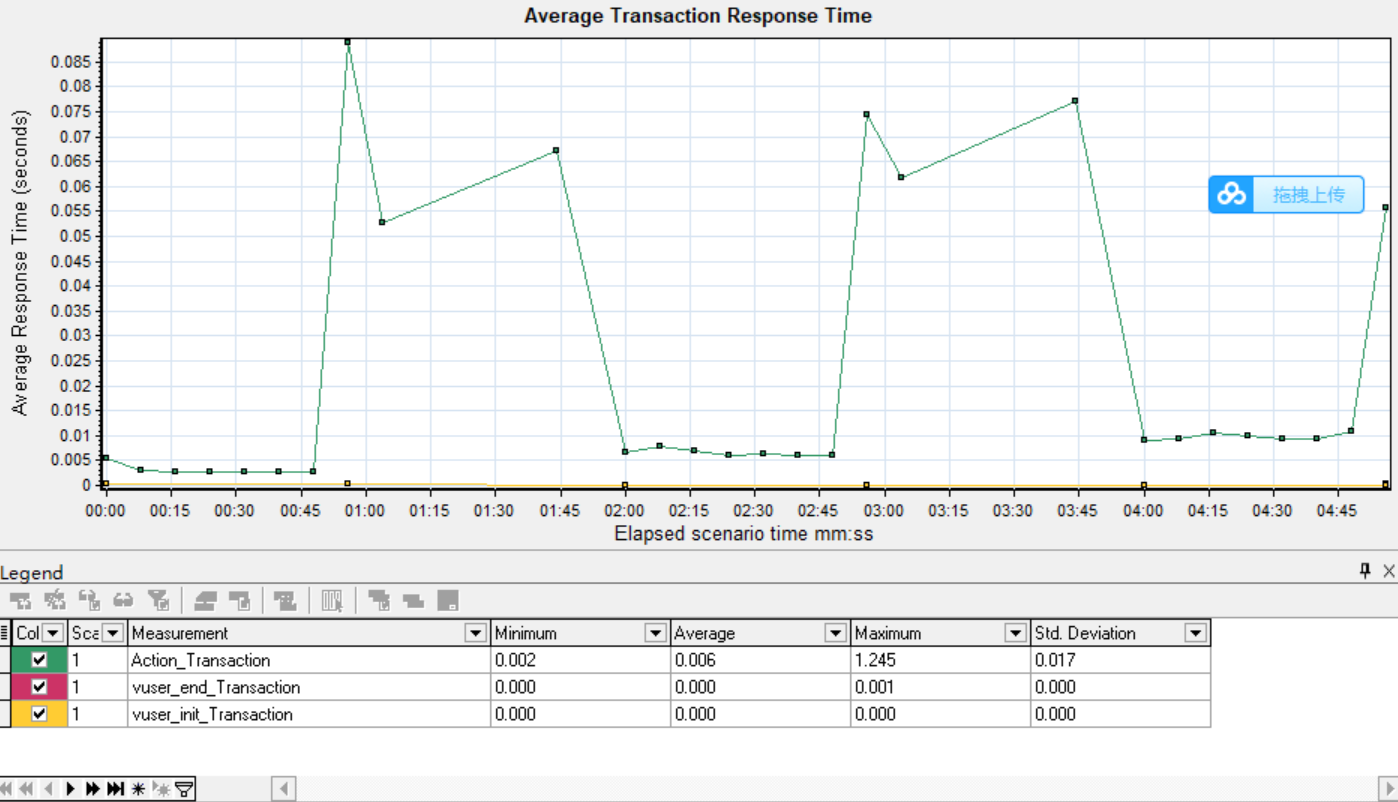 Average Transaction Response Time
Average Response Time (seconds)
0.085
0.08
0.075
0.07
0.065
0.06
0.055
0.05
0.045
0.04
0.035
0.03
0.025
0.02
0.015
0.01
0.005
0
拖拽上传
00:00 00:15 00:30 00:45 01:00 01:15 01:30 01:45 02:00 02:15 02:30 02:45 03:00 03:15 03:30 03:45 04:00 04:15 04:30 04:45
Elapsed scenario time mm:ss
Legend
Col Sca Measurement Minimum Average Maximum Std. Deviation
1 Action_Transaction 0.002 0.006 1.245 0.017
1 vuser_end_Transaction 0.000 0.000 0.001 0.000
1 vuser_init_Transaction 0.000 0.000 0.000 0.000